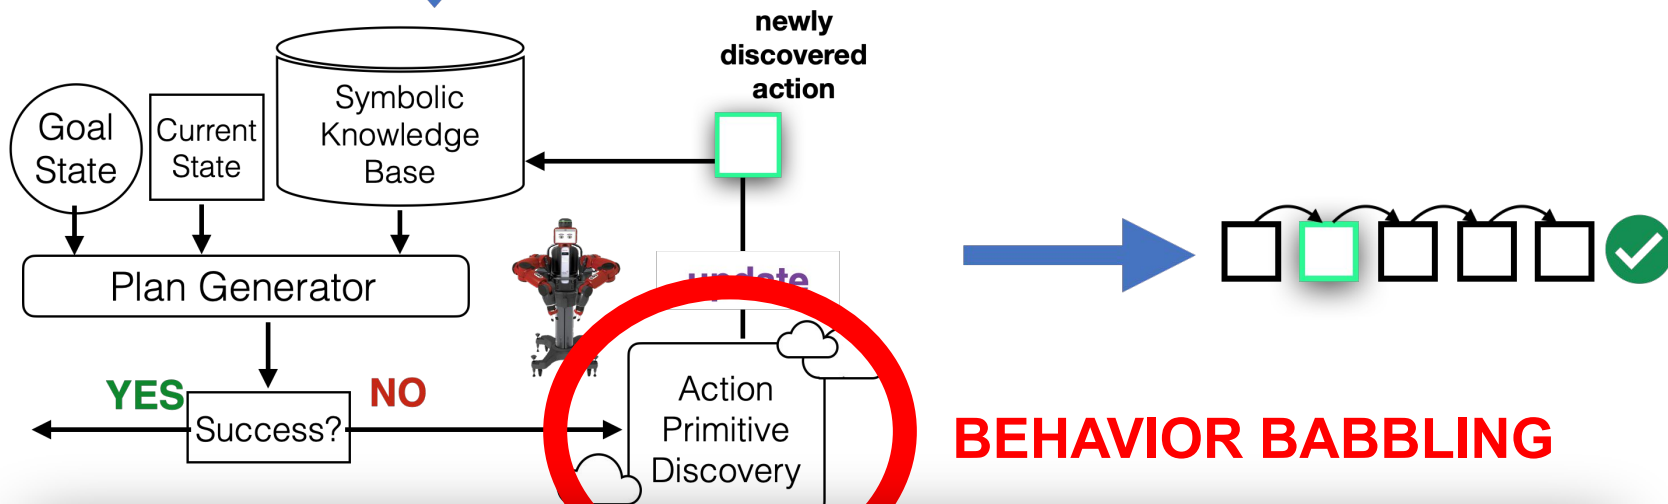 newly
discovered
action
Symbolic
Knowledge
Base
Goal
State
Current
State
Plan Generator
update
YES
NO
Success?
Action
Primitive
Discovery
BEHAVIOR BABBLING